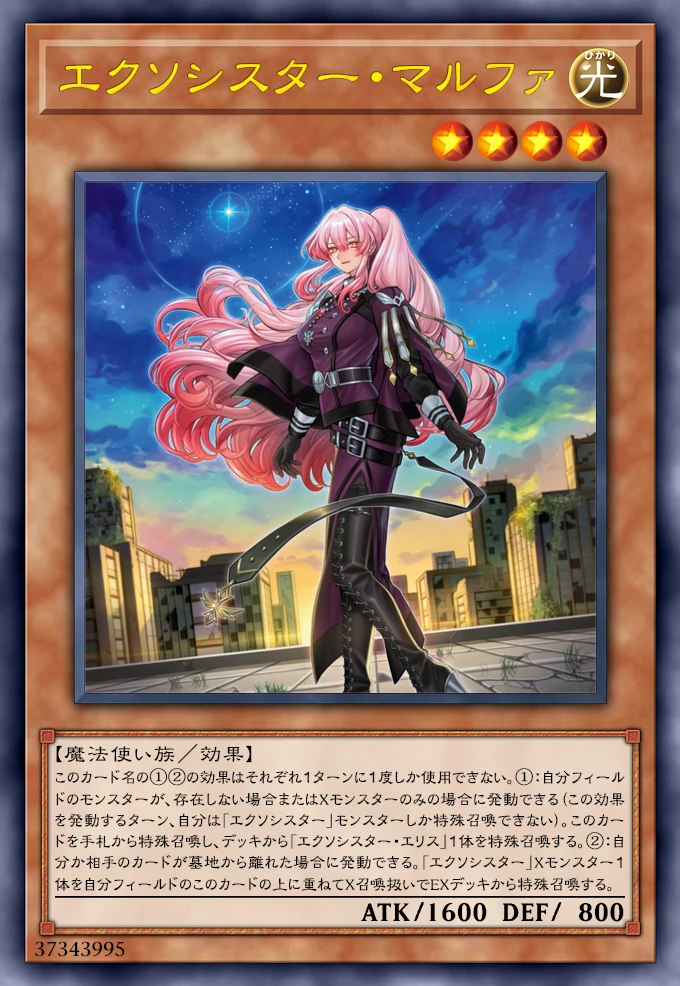 エクソシスター・マルファ
ひかり
光
【魔法使い族／効果】
このカード名の①②の効果はそれぞれ1ターンに1度しか使用できない。①：自分フィール
ドのモンスターが、存在しない場合またはXモンスターのみの場合に発動できる（この効果
を発動するターン、自分は「エクソシスター」モンスターしか特殊召喚できない）。このカー
ドを手札から特殊召喚し、デッキから「エクソシスター・エリス」1体を特殊召喚する。②：自
分か相手のカードが墓地から離れた場合に発動できる。「エクソシスター」Xモンスター1
体を自分フィールドのこのカードの上に重ねてX召喚扱いでEXデッキから特殊召喚する。
ATK/1600 DEF/ 800
37343995